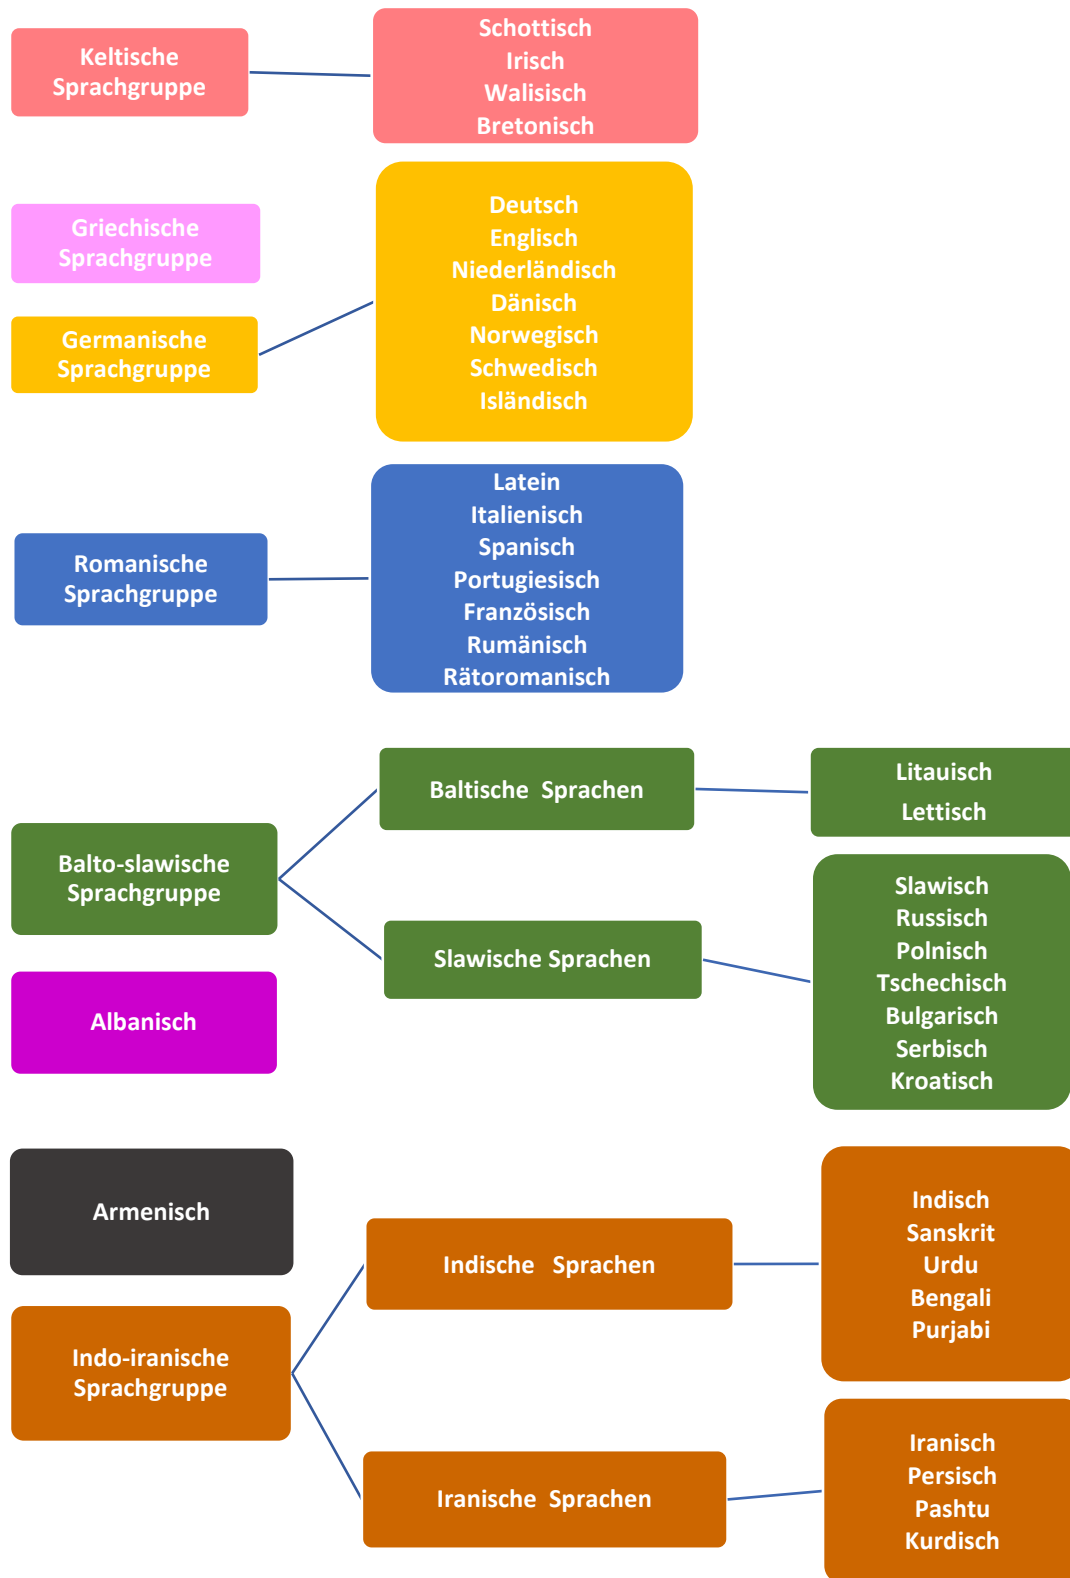 Keltische
Sprachgruppe
Schottisch
Irisch
Walisisch
Bretonisch
Griechische
Sprachgruppe
Germanische
Sprachgruppe
Deutsch
Englisch
Niederländisch
Dänisch
Norwegisch
Schwedisch
Isländisch
Romanische
Sprachgruppe
Latein
Italienisch
Spanisch
Portugiesisch
Französisch
Rumänisch
Rätoromanisch
Balto-slawische
Sprachgruppe
Baltische Sprachen
Litauisch
Lettisch
Slawische Sprachen
Slawisch
Russisch
Polnisch
Tschechisch
Bulgarisch
Serbisch
Kroatisch
Albanisch
Armenisch
Indo-iranische
Sprachgruppe
Indische Sprachen
Indisch
Sanskrit
Urdu
Bengali
Purjabi
Iranische Sprachen
Iranisch
Persisch
Pashtu
Kurdisch